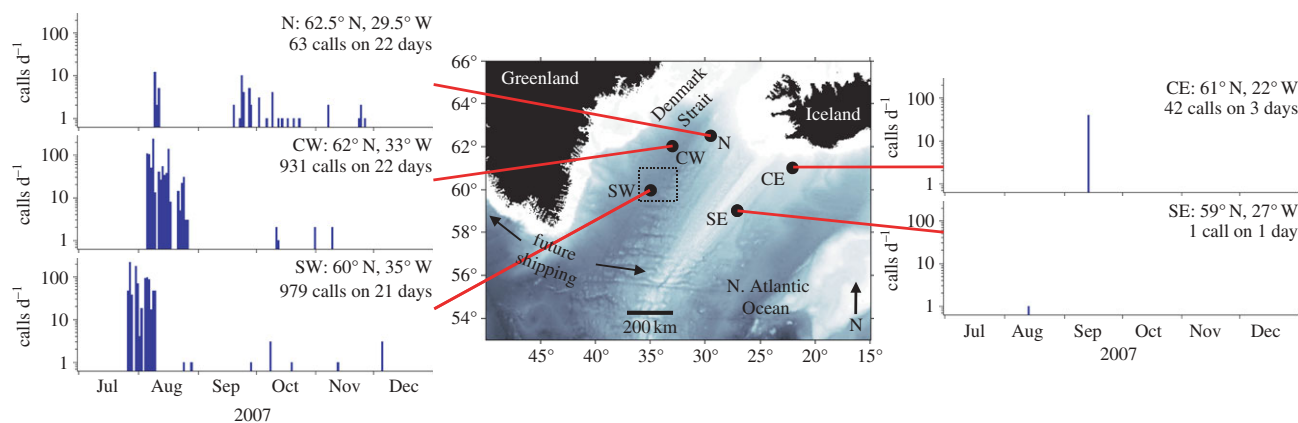 N: 62.5° N, 29.5° W
63 calls on 22 days
calls d⁻¹
100
10
1
CW: 62° N, 33° W
931 calls on 22 days
calls d⁻¹
100
10
1
SW: 60° N, 35° W
979 calls on 21 days
calls d⁻¹
100
10
1
Jul Aug Sep Oct Nov Dec
2007
66°
64°
62°
60°
58°
56°
54°
Greenland
Denmark
Strait
Iceland
N
CW
CE
SW
SE
future
shipping
N. Atlantic
Ocean
200 km
N
45° 40° 35° 30° 25° 20° 15°
CE: 61° N, 22° W
42 calls on 3 days
calls d⁻¹
100
10
1
SE: 59° N, 27° W
1 call on 1 day
calls d⁻¹
100
10
1
Jul Aug Sep Oct Nov Dec
2007